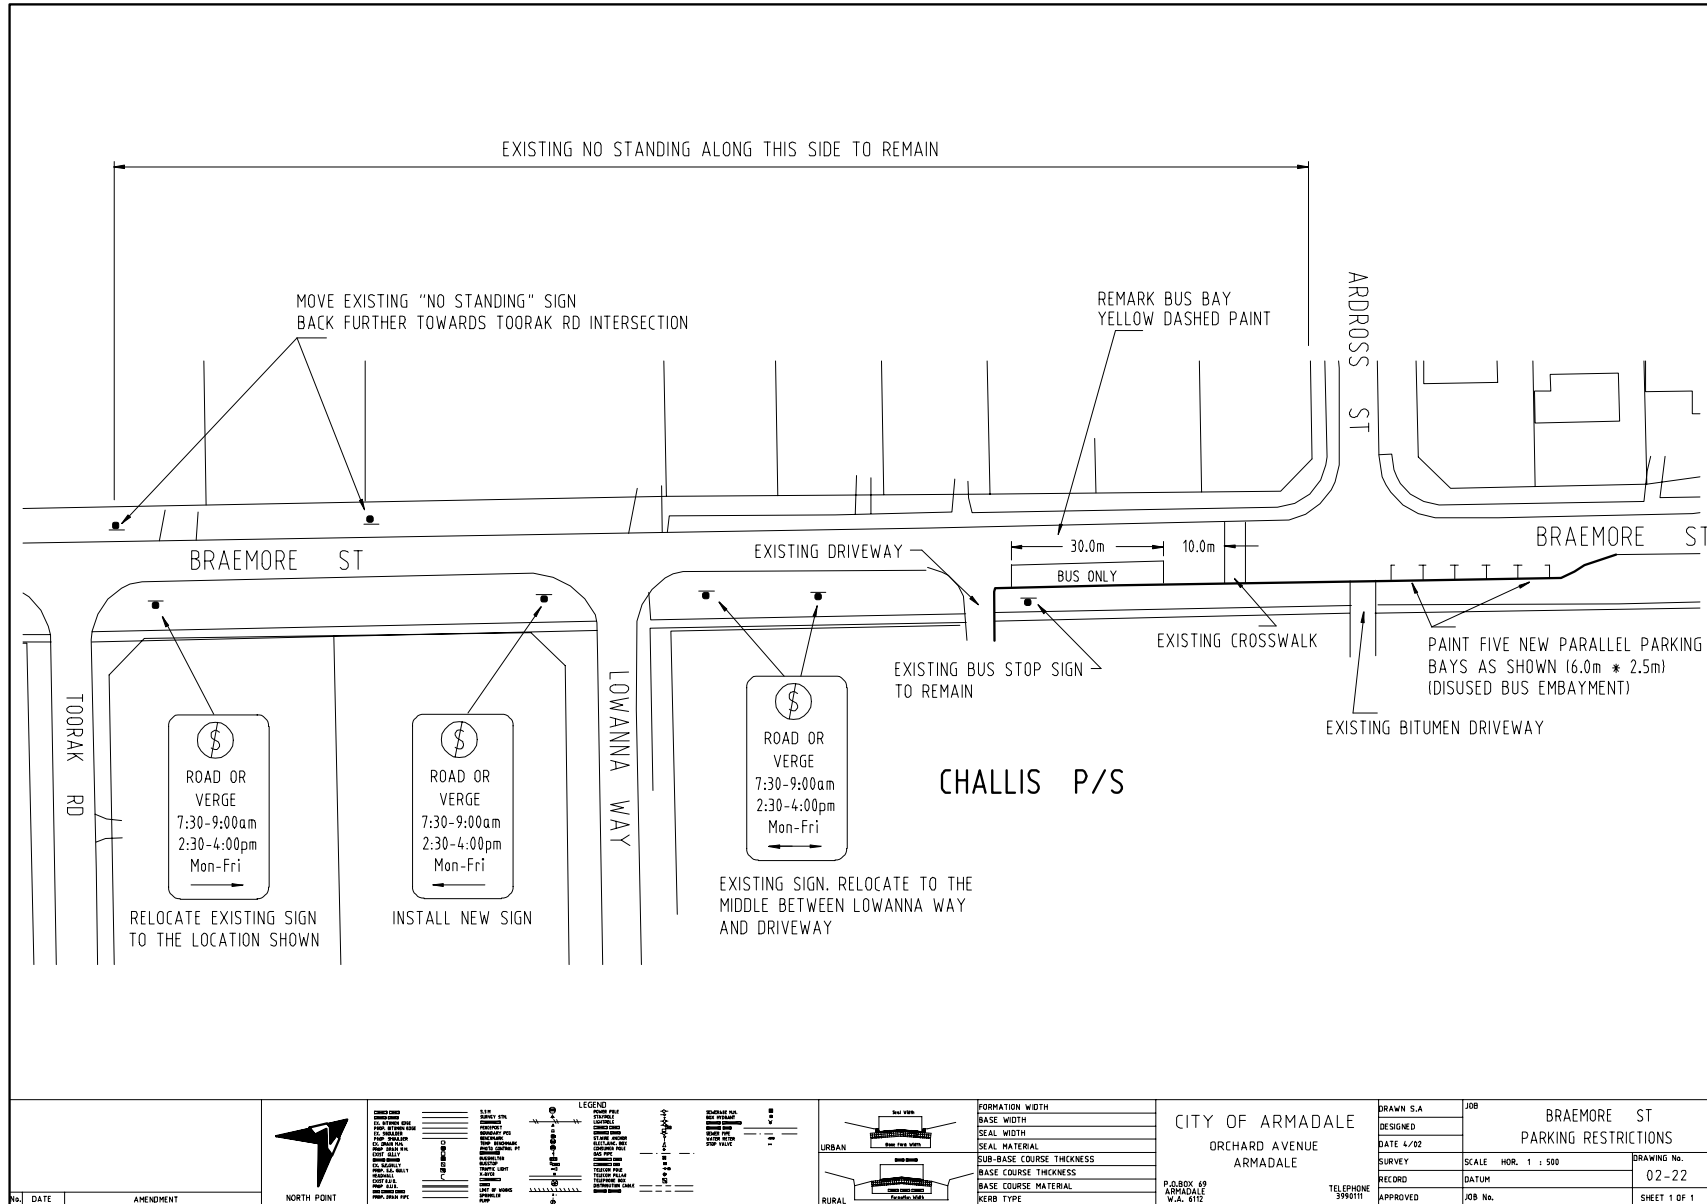 EXISTING NO STANDING ALONG THIS SIDE TO REMAIN
MOVE EXISTING "NO STANDING" SIGN
BACK FURTHER TOWARDS TOORAK RD INTERSECTION
REMARK BUS BAY
YELLOW DASHED PAINT
ARDROSS ST
BRAEMORE ST
BRAEMORE ST
EXISTING DRIVEWAY
30.0m
10.0m
BUS ONLY
EXISTING CROSSWALK
EXISTING BUS STOP SIGN
TO REMAIN
PAINT FIVE NEW PARALLEL PARKING
BAYS AS SHOWN (6.0m * 2.5m)
(DISUSED BUS EMBAYMENT)
EXISTING BITUMEN DRIVEWAY
TOORAK RD
LOWANNA WAY
S
ROAD OR
VERGE
7:30-9:00am
2:30-4:00pm
Mon-Fri
RELOCATE EXISTING SIGN
TO THE LOCATION SHOWN
S
ROAD OR
VERGE
7:30-9:00am
2:30-4:00pm
Mon-Fri
INSTALL NEW SIGN
S
ROAD OR
VERGE
7:30-9:00am
2:30-4:00pm
Mon-Fri
EXISTING SIGN. RELOCATE TO THE
MIDDLE BETWEEN LOWANNA WAY
AND DRIVEWAY
CHALLIS P/S
No. DATE AMENDMENT
NORTH POINT
LEGEND
URBAN
RURAL
FORMATION WIDTH
BASE WIDTH
SEAL WIDTH
SEAL MATERIAL
SUB-BASE COURSE THICKNESS
BASE COURSE THICKNESS
BASE COURSE MATERIAL
KERB TYPE
CITY OF ARMADALE
ORCHARD AVENUE
ARMADALE
P.O.BOX 69
ARMADALE
W.A. 6112
TELEPHONE
3990111
DRAWN S.A
DESIGNED
DATE 4/02
SURVEY
RECORD
APPROVED
JOB
BRAEMORE ST
PARKING RESTRICTIONS
SCALE HOR. 1 : 500
DATUM
JOB No.
DRAWING No.
02-22
SHEET 1 OF 1